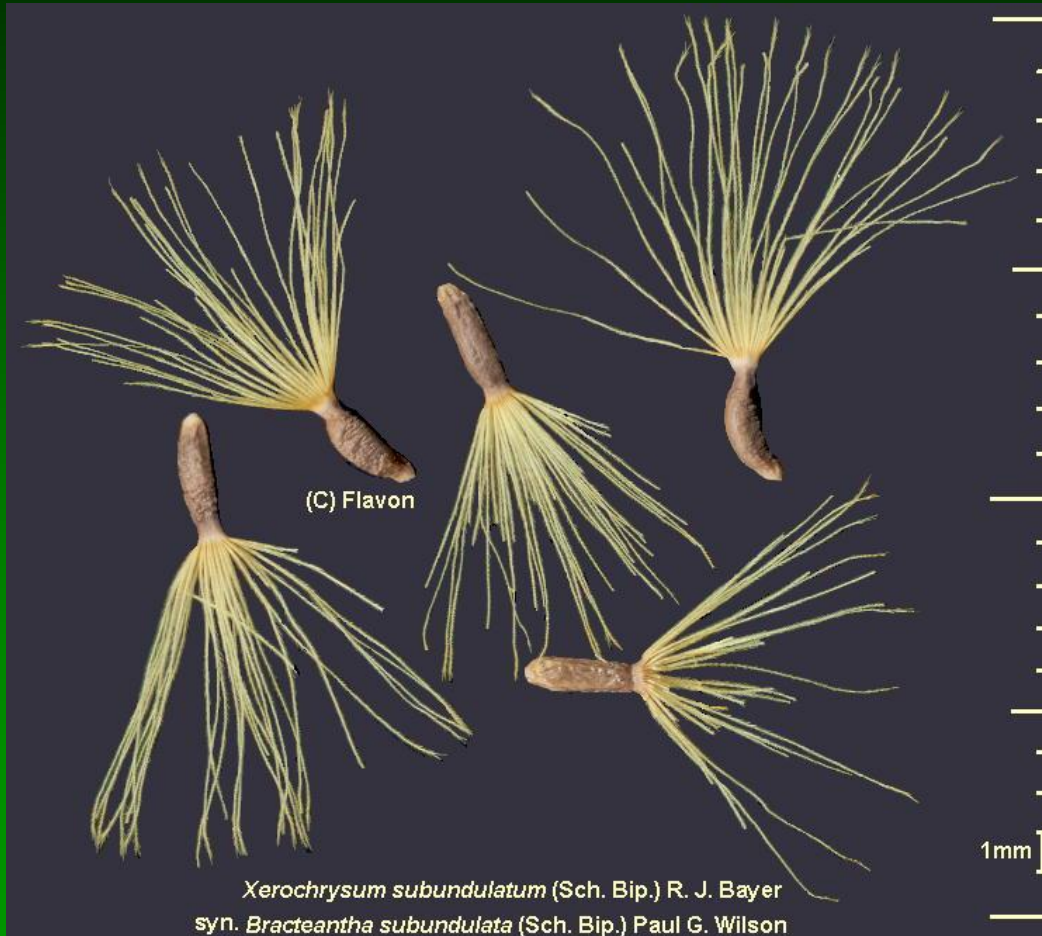 (C) Flavon
1mm
Xerochrysum subundulatum (Sch. Bip.) R. J. Bayer
syn. Bracteantha subundulata (Sch. Bip.) Paul G. Wilson